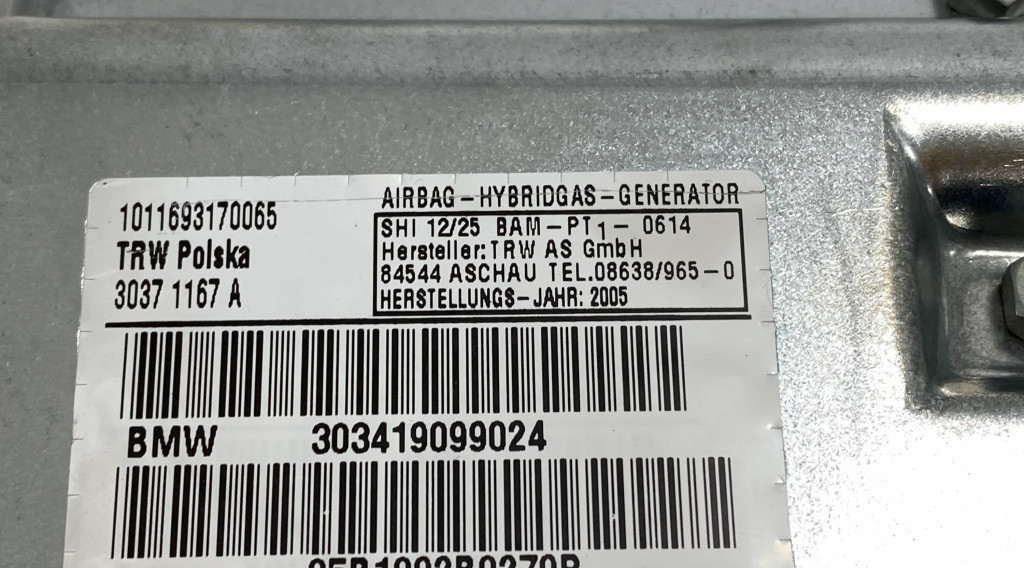 1011693170065
TRW Polska
3037 1167 A
AIRBAG-HYBRIDGAS-GENERATOR
SHI 12/25 BAM-PT1-0614
Hersteller:TRW AS GmbH
84544 ASCHAU TEL.08638/965-0
HERSTELLUNGS-JAHR: 2005
BMW 303419099024